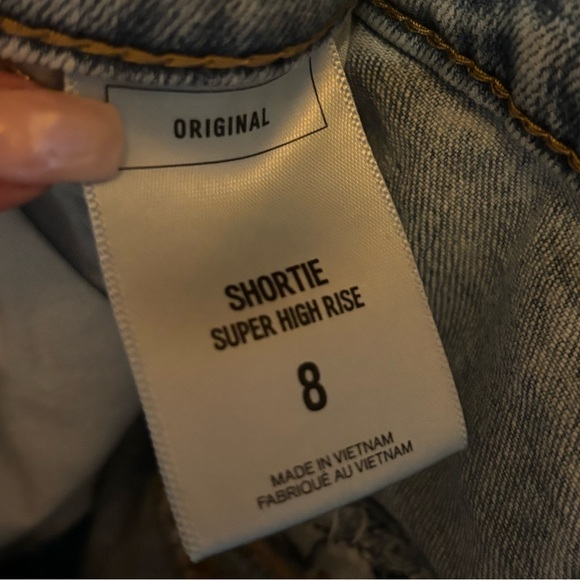 ORIGINAL
SHORTIE
SUPER HIGH RISE
8
MADE IN VIETNAM
FABRIQUÉ AU VIETNAM